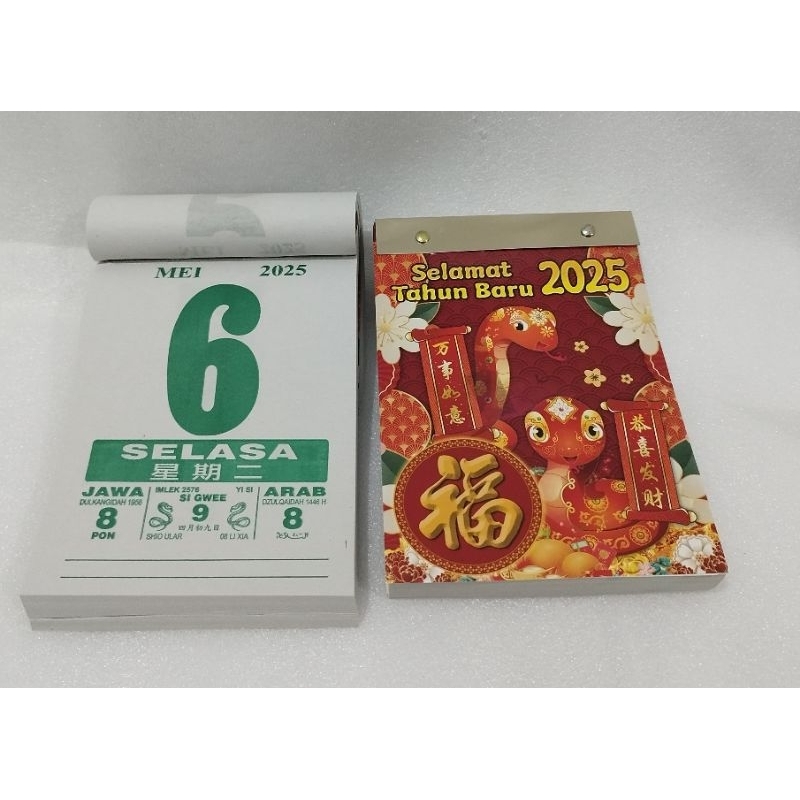 MEI 2025
6
SELASA
星期二
JAWA
DULKANGIDAH 1958
8
PON
IMLEK 2576 YI SI
SI GWEE
9
四月初九日
SHIO ULAR 08 LI XIA
ARAB
DZULQAIDAH 1446 H
8
Selamat
Tahun Baru 2025
万事如意
恭喜发财
福